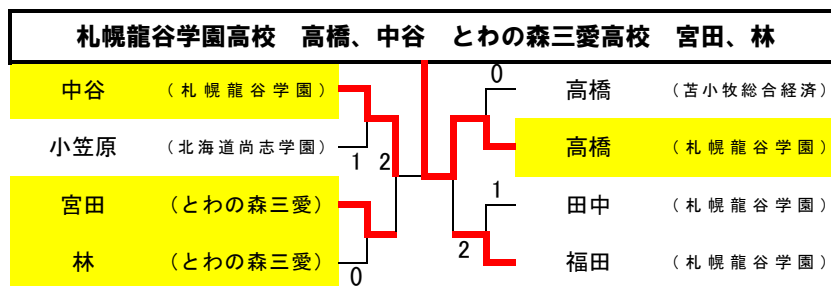 札幌龍谷学園高校　高橋、中谷　とわの森三愛高校　宮田、林
中谷 （札幌龍谷学園） 0 高橋 （苫小牧総合経済）
小笠原 （北海道尚志学園） 1 2 高橋 （札幌龍谷学園）
宮田 （とわの森三愛） 1 田中 （札幌龍谷学園）
林 （とわの森三愛） 0 2 福田 （札幌龍谷学園）